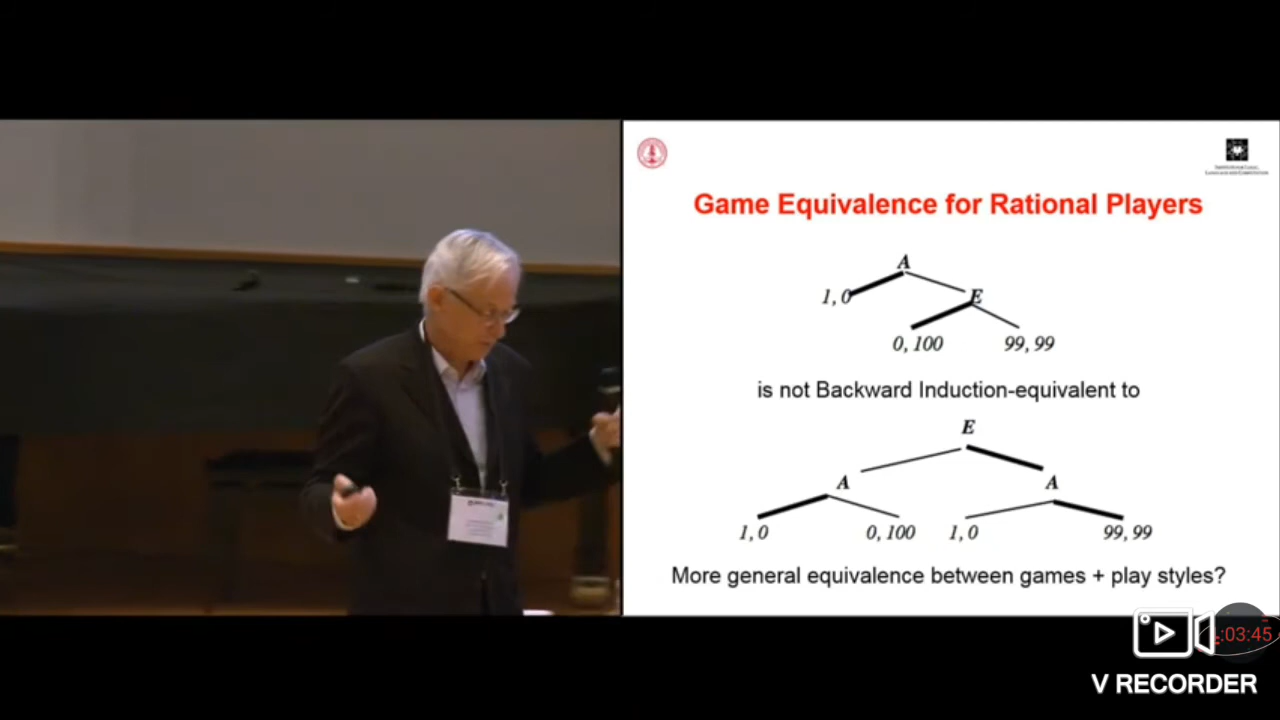 Game Equivalence for Rational Players
A
1, 0
E
0, 100
99, 99
is not Backward Induction-equivalent to
E
A
A
1, 0
0, 100
1, 0
99, 99
More general equivalence between games + play styles?
:03:45
V RECORDER